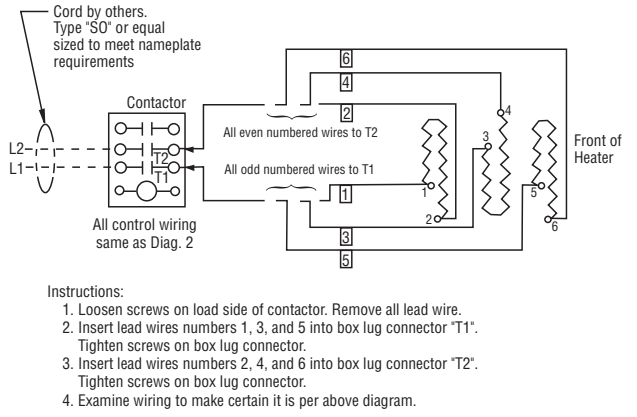 Cord by others.
Type "SO" or equal
sized to meet nameplate
requirements
Contactor
L2
L1
T2
T1
All control wiring
same as Diag. 2
6
4
2
All even numbered wires to T2
All odd numbered wires to T1
1
3
5
1
2
3
4
5
6
Front of
Heater
Instructions:
1. Loosen screws on load side of contactor. Remove all lead wire.
2. Insert lead wires numbers 1, 3, and 5 into box lug connector "T1".
Tighten screws on box lug connector.
3. Insert lead wires numbers 2, 4, and 6 into box lug connector "T2".
Tighten screws on box lug connector.
4. Examine wiring to make certain it is per above diagram.